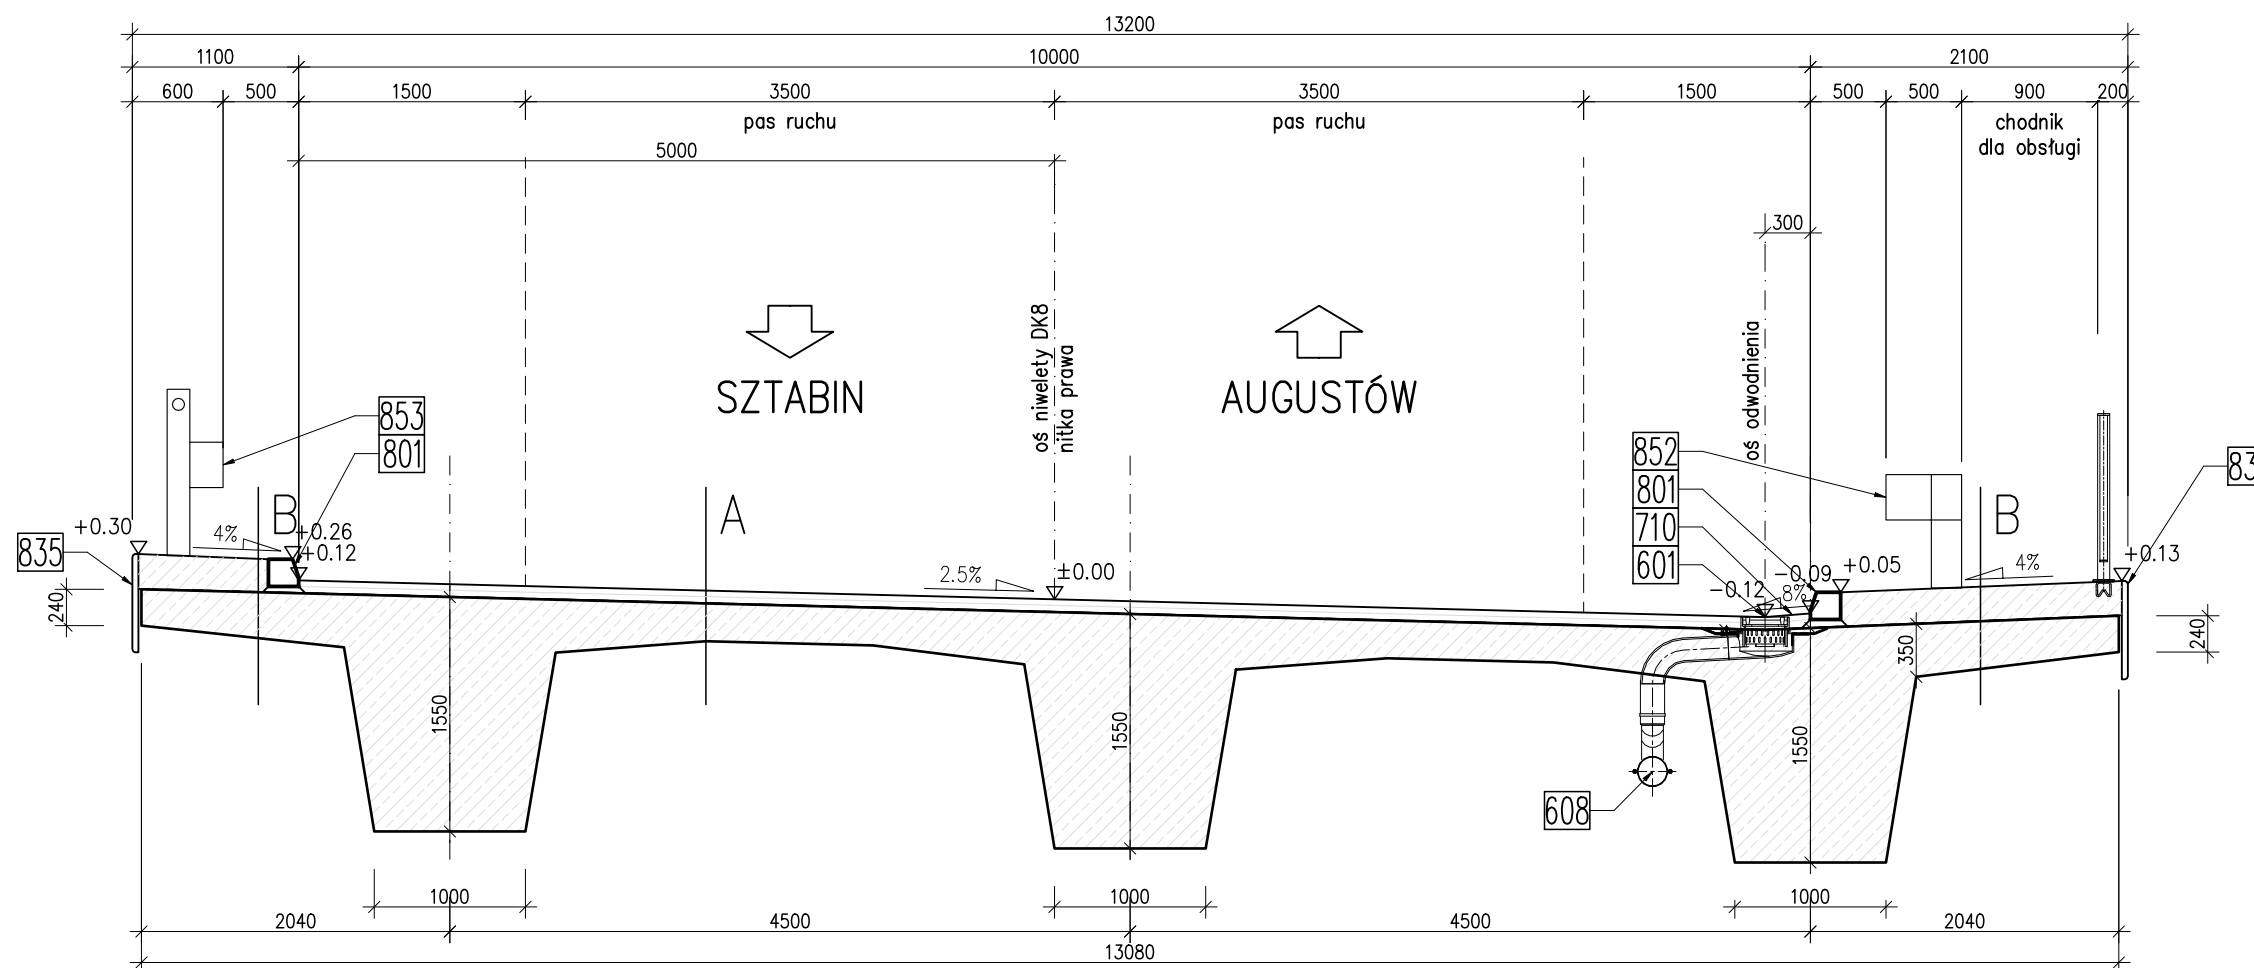 13200
1100 10000 2100
600 500 1500 3500 3500 1500 500 500 900 200
pas ruchu pas ruchu chodnik
dla obsługi
5000
300
oś niwelety DK8
nitka prawa
oś odwodnienia
SZTABIN AUGUSTÓW
853
801
852
801
710
601
83
A
B
B
+0.30
4%
+0.26
+0.12
835
240
2.5%
±0.00
-0.12
-0.09
8%
+0.05
4%
+0.13
240
350
1550
1550
1550
608
1000 1000 1000
2040 4500 4500 2040
13080